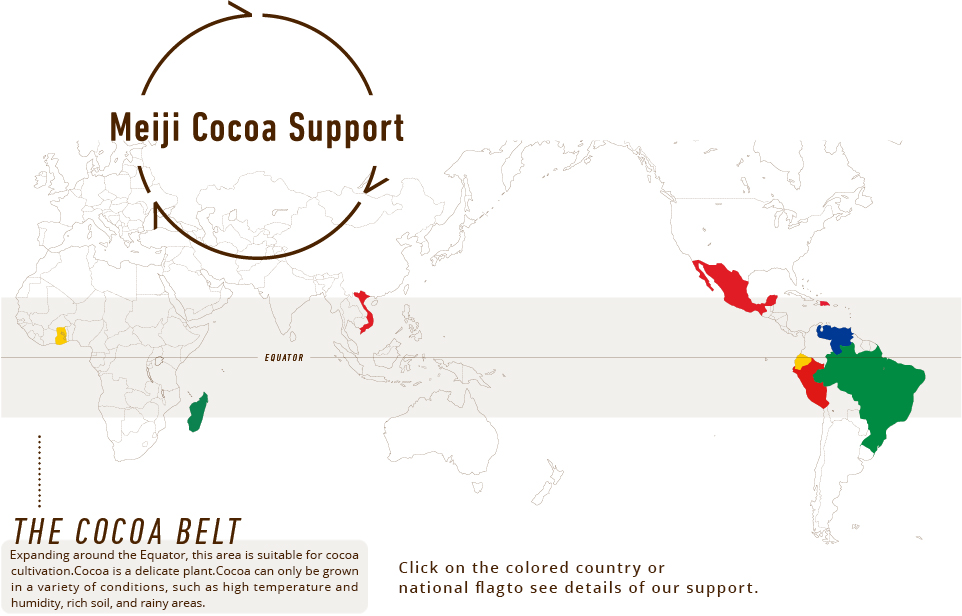 Meiji Cocoa Support
EQUATOR
THE COCOA BELT
Expanding around the Equator, this area is suitable for cocoa
cultivation.Cocoa is a delicate plant.Cocoa can only be grown
in a variety of conditions, such as high temperature and
humidity, rich soil, and rainy areas.
Click on the colored country or
national flagto see details of our support.